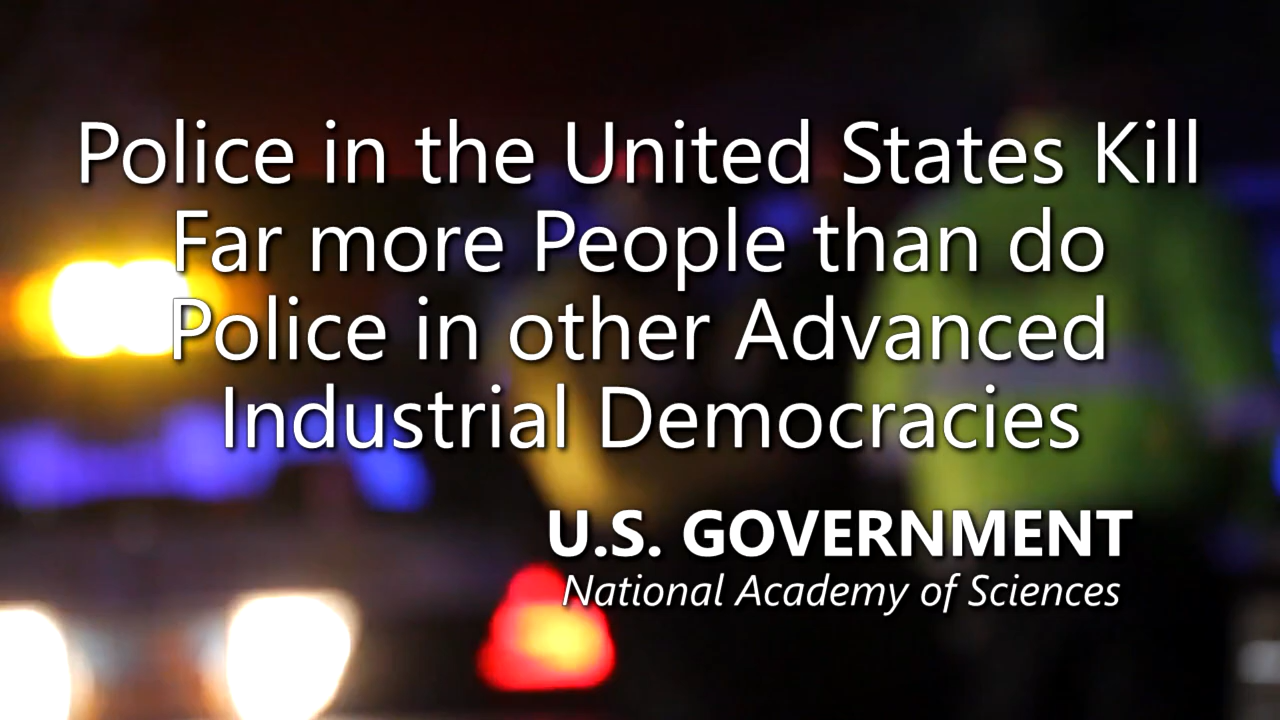 Police in the United States Kill
Far more People than do
Police in other Advanced
Industrial Democracies
U.S. GOVERNMENT
National Academy of Sciences